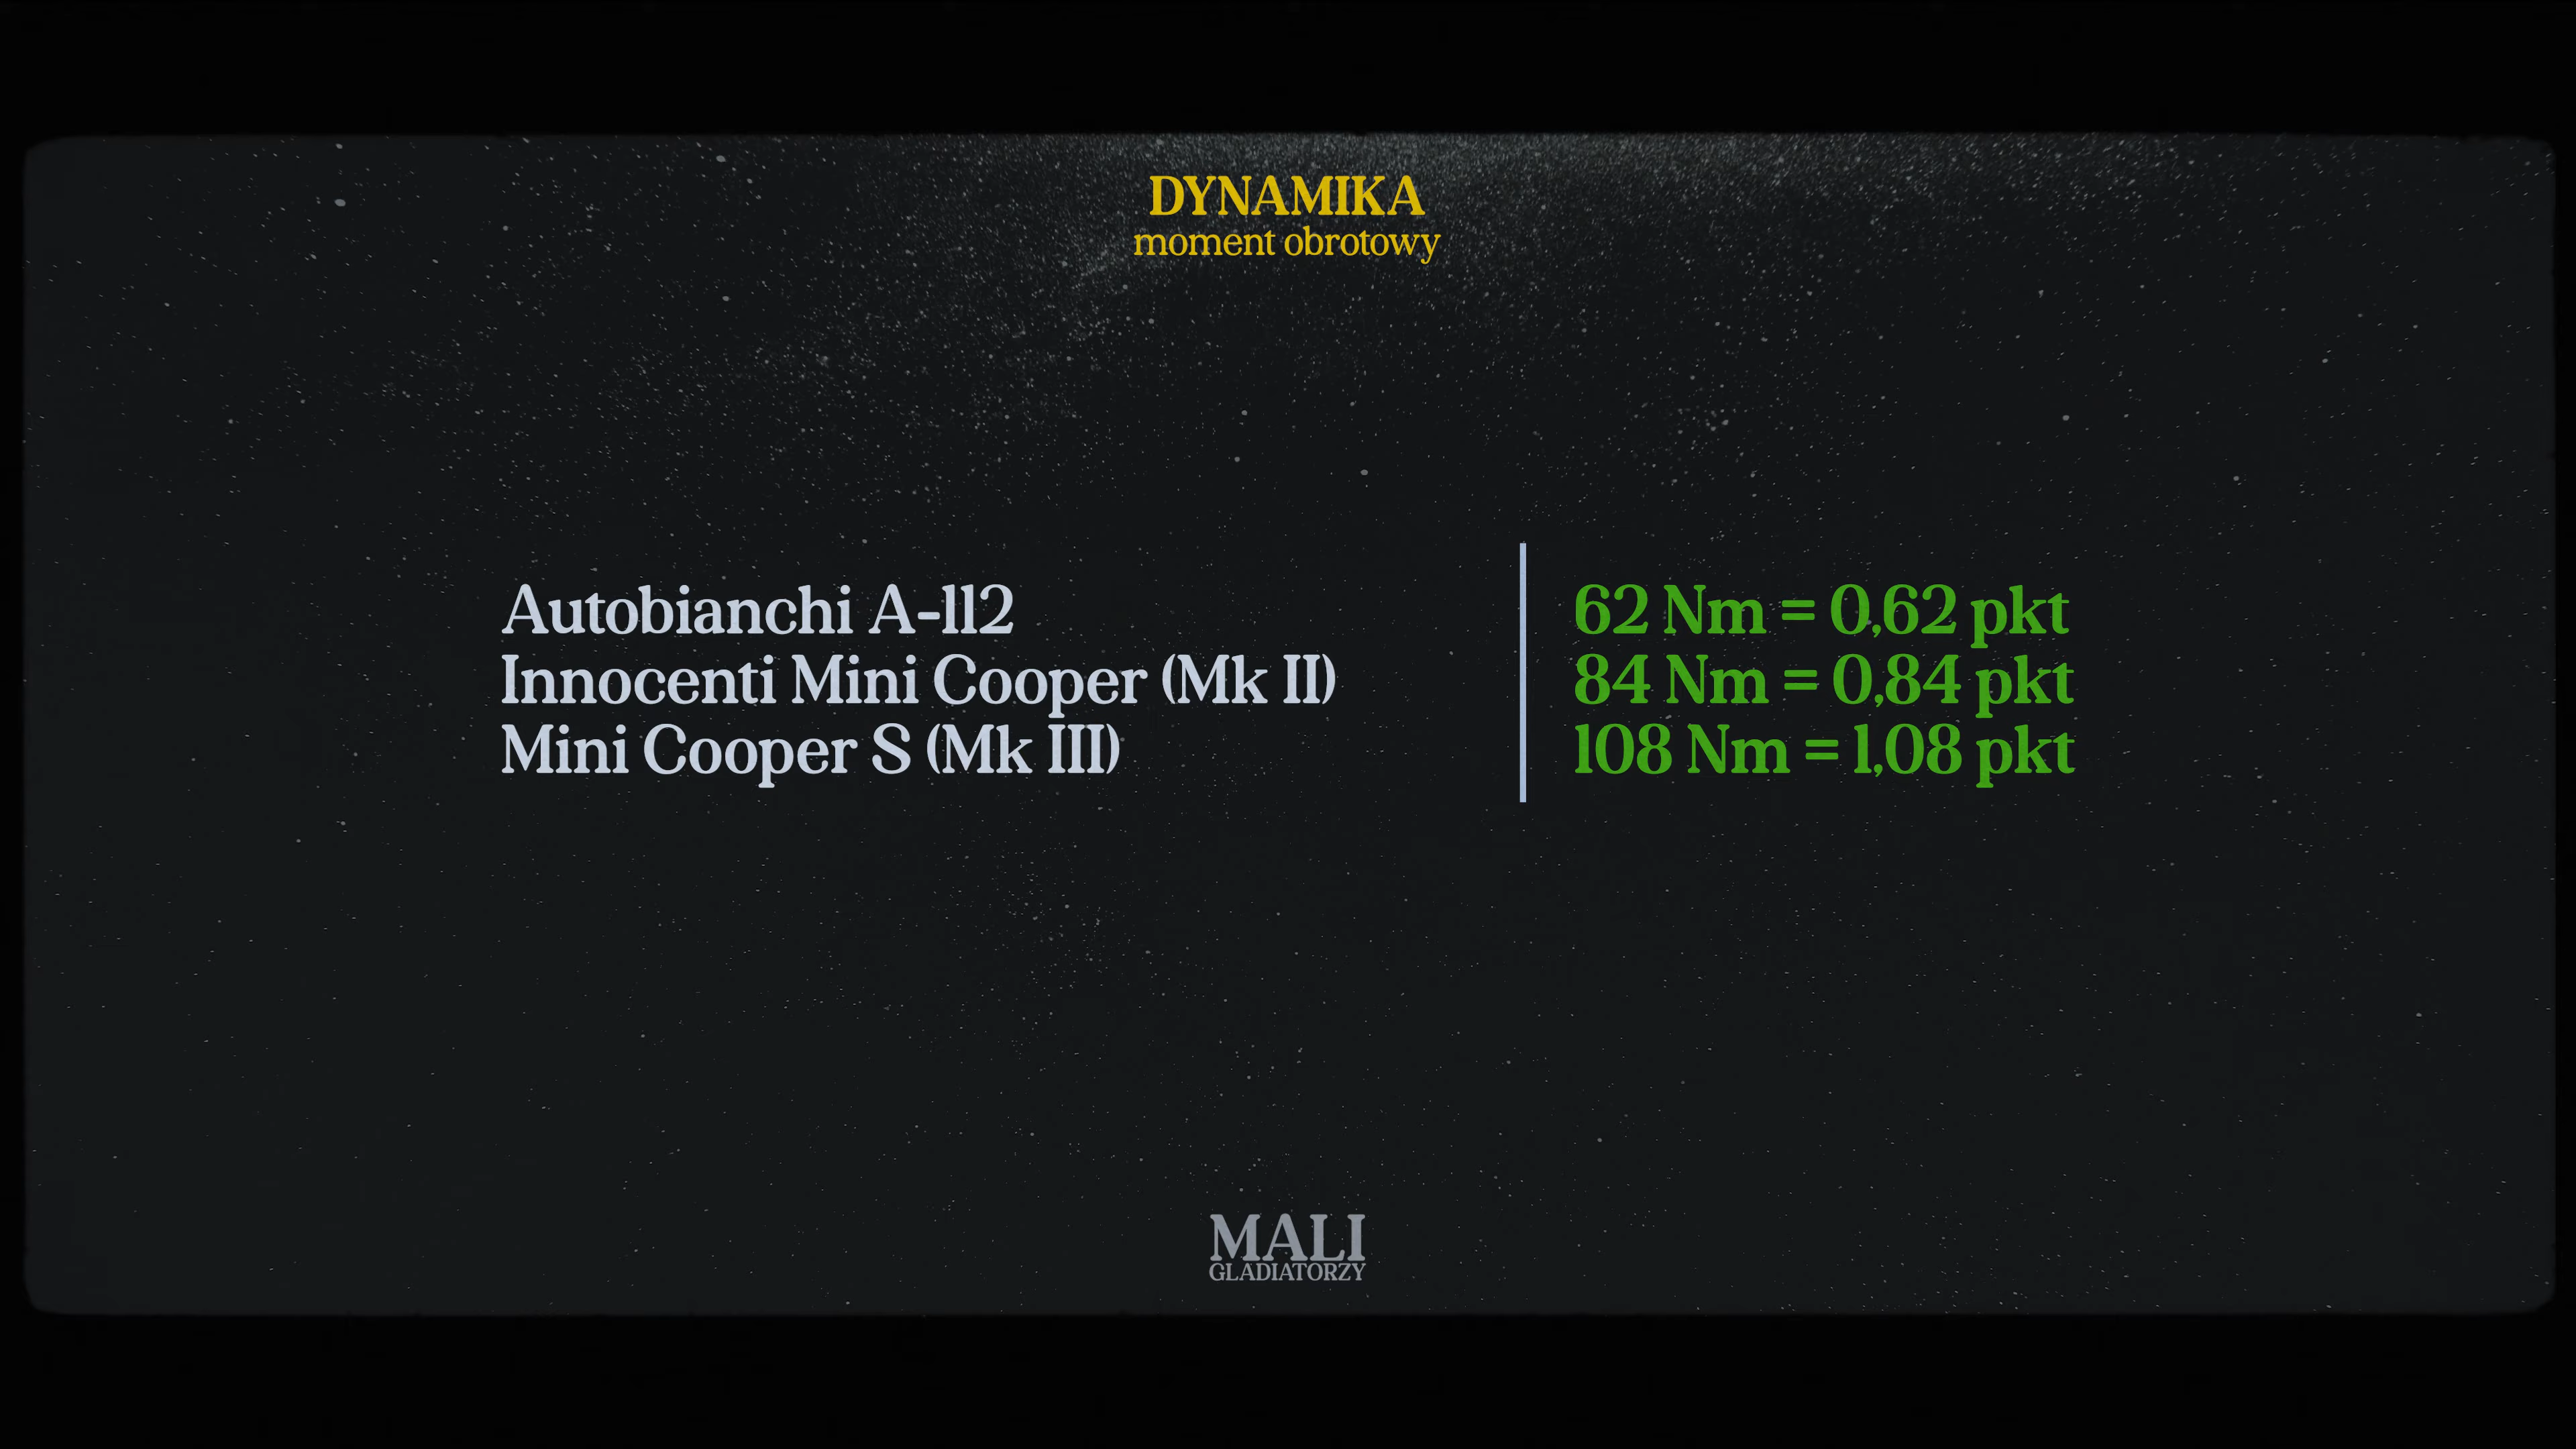 DYNAMIKA
moment obrotowy
Autobianchi A-112
Innocenti Mini Cooper (Mk II)
Mini Cooper S (Mk III)
62 Nm = 0,62 pkt
84 Nm = 0,84 pkt
108 Nm = 1,08 pkt
MALI
GLADIATORZY